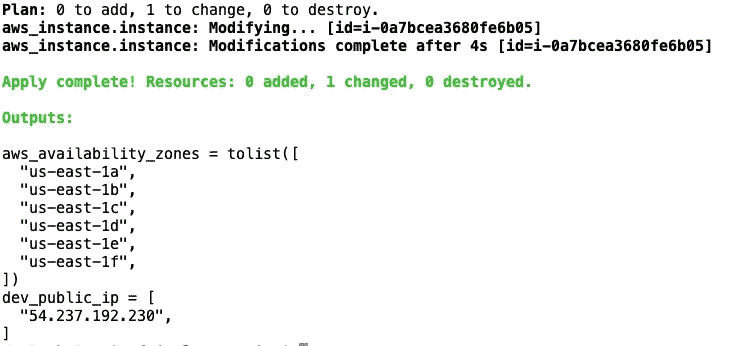 Plan: 0 to add, 1 to change, 0 to destroy.
aws_instance.instance: Modifying... [id=i-0a7bcea3680fe6b05]
aws_instance.instance: Modifications complete after 4s [id=i-0a7bcea3680fe6b05]
Apply complete! Resources: 0 added, 1 changed, 0 destroyed.
Outputs:
aws_availability_zones = tolist([
  "us-east-1a",
  "us-east-1b",
  "us-east-1c",
  "us-east-1d",
  "us-east-1e",
  "us-east-1f",
])
dev_public_ip = [
  "54.237.192.230",
]